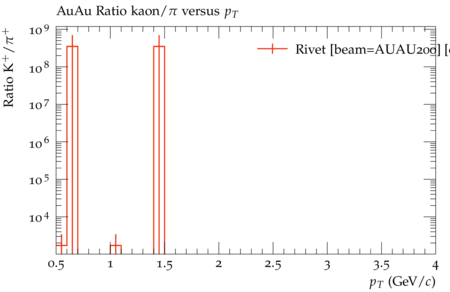 AuAu Ratio kaon/π versus p_T
Ratio K⁺/π⁺
10⁹
10⁸
10⁷
10⁶
10⁵
10⁴
Rivet [beam=AUAU200] [
0.5 1 1.5 2 2.5 3 3.5 4
p_T (GeV/c)